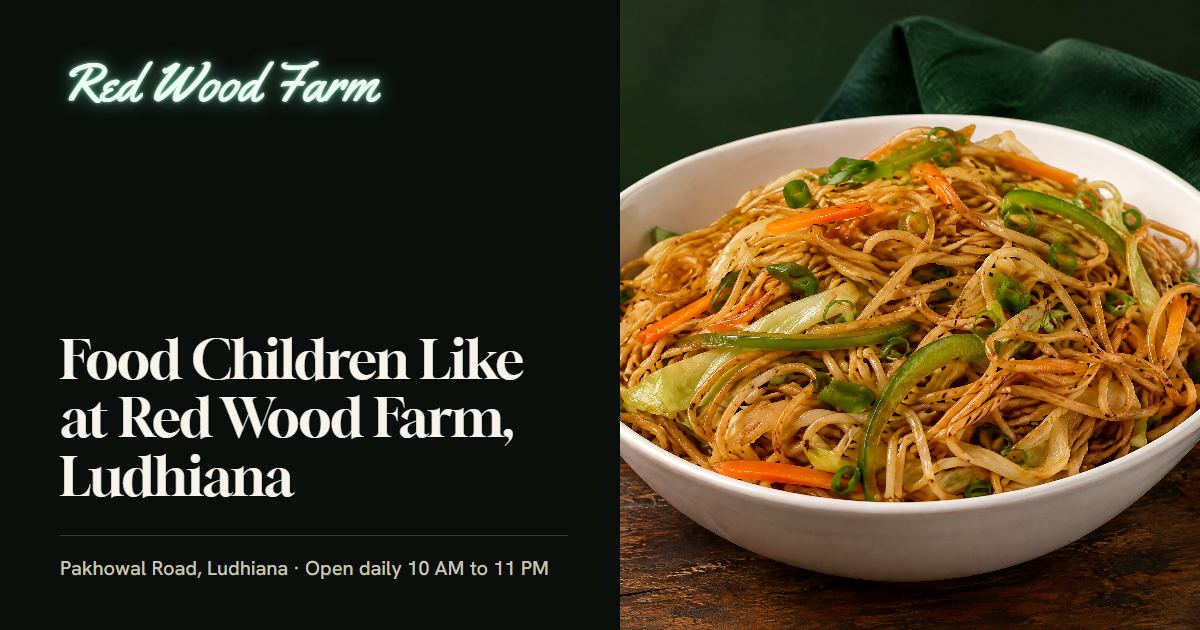 Red Wood Farm
Food Children Like
at Red Wood Farm,
Ludhiana
Pakhowal Road, Ludhiana · Open daily 10 AM to 11 PM